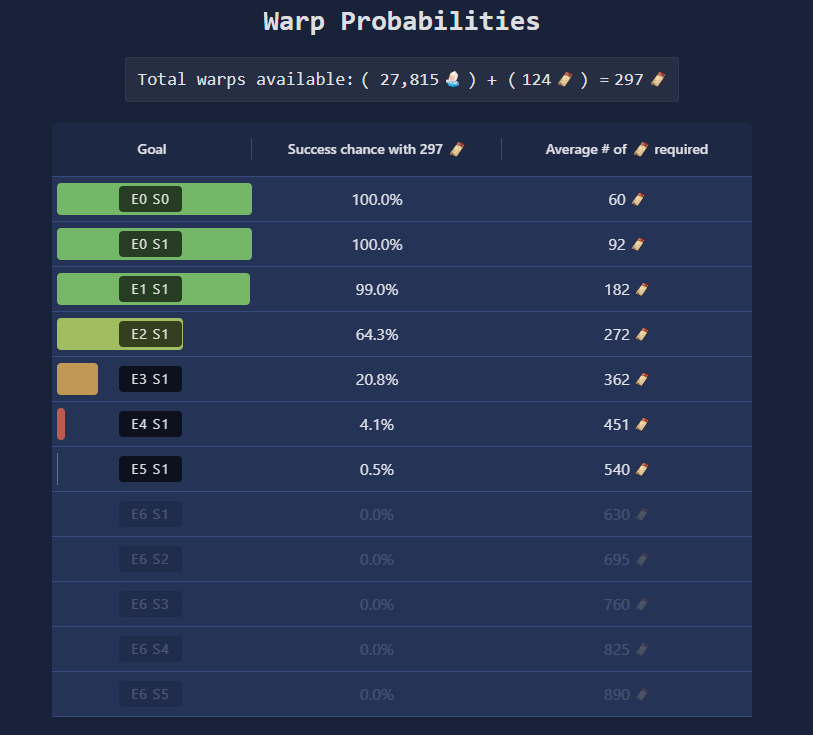 Warp Probabilities
Total warps available: ( 27,815 ) + ( 124 ) = 297
Goal Success chance with 297 Average # of required
E0 S0 100.0% 60
E0 S1 100.0% 92
E1 S1 99.0% 182
E2 S1 64.3% 272
E3 S1 20.8% 362
E4 S1 4.1% 451
E5 S1 0.5% 540
E6 S1 0.0% 630
E6 S2 0.0% 695
E6 S3 0.0% 760
E6 S4 0.0% 825
E6 S5 0.0% 890